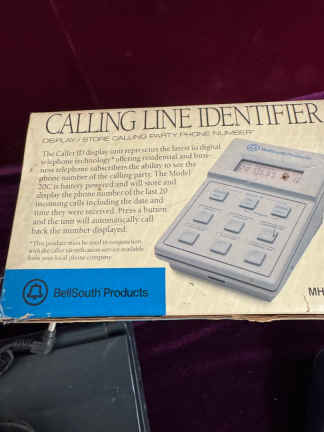 CALLING LINE IDENTIFIER
DISPLAY/STORE CALLING PARTY PHONE NUMBER*
The Caller ID display unit represents the latest in digital
telephone technology* offering residential and busi-
ness telephone subscribers the ability to see the
phone number of the calling party. The Model
20C is battery powered and will store and
display the phone number of the last 20
incoming calls including the date and
time they were received. Press a button
and the unit will automatically call
back the number displayed.
*This product must be used in conjunction
with the caller identification service available
from your local phone company.
BellSouth Products
MH